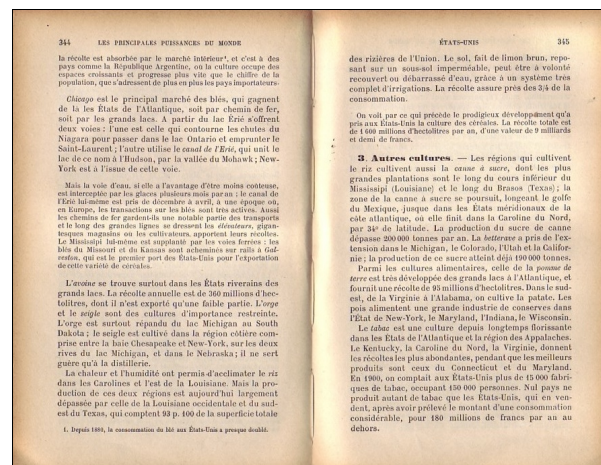 344 LES PRINCIPALES PUISSANCES DU MONDE
la récolte est absorbée par le marché intérieur¹, et c'est à des
pays comme la République Argentine, où la culture occupe des
espaces croissants et progresse plus vite que le chiffre de la
population, que s'adressent de plus en plus les pays importateurs.
Chicago est le principal marché des blés, qui gagnent
de là les États de l'Atlantique, soit par chemin de fer,
soit par les grands lacs. A partir du lac Érié s'offrent
deux voies : l'une est celle qui contourne les chutes du
Niagara pour passer dans le lac Ontario et emprunter le
Saint-Laurent ; l'autre utilise le canal de l'Érié, qui unit le
lac de ce nom à l'Hudson, par la vallée du Mohawk ; New-
York est à l'issue de cette voie.
Mais la voie d'eau, si elle a l'avantage d'être moins coûteuse,
est interceptée par les glaces plusieurs mois par an : le canal de
l'Érié lui-même est pris de décembre à avril, à une époque où,
en Europe, les transactions sur les blés sont très actives. Aussi
les chemins de fer gardent-ils une notable partie des transports
et le long des grandes lignes se dressent les élévateurs, gigan-
tesques magasins où les cultivateurs, apportent leurs récoltes.
Le Mississipi lui-même est supplanté par les voies ferrées : les
blés du Missouri et du Kansas sont acheminés sur rails à Gal-
veston, qui est le premier port des États-Unis pour l'exportation
de cette variété de céréales.
L'avoine se trouve surtout dans les États riverains des
grands lacs. La récolte annuelle est de 360 millions d'hec-
tolitres, dont il n'est exporté qu'une faible partie. L'orge
et le seigle sont des cultures d'importance restreinte.
L'orge est surtout répandu du lac Michigan au South
Dakota ; le seigle est cultivé dans la région côtière com-
prise entre la baie Chesapeake et New-York, sur les deux
rives du lac Michigan, et dans le Nebraska ; il ne sert
guère qu'à la distillerie.
La chaleur et l'humidité ont permis d'acclimater le riz
dans les Carolines et l'est de la Louisiane. Mais la pro-
duction de ces deux régions est aujourd'hui largement
dépassée par celle de la Louisiane occidentale et du sud-
est du Texas, qui comptent 93 p. 100 de la superficie totale
1. Depuis 1880, la consommation du blé aux États-Unis a presque doublé.
ÉTATS-UNIS 345
des rizières de l'Union. Le sol, fait de limon brun, repo-
sant sur un sous-sol imperméable, peut être à volonté
recouvert ou débarrassé d'eau, grâce à un système très
complet d'irrigations. La récolte assure près des 3/4 de la
consommation.
On voit par ce qui précède le prodigieux développement qu'a
pris aux États-Unis la culture des céréales. La récolte totale est
de 1 600 millions d'hectolitres par an, d'une valeur de 9 milliards
et demi de francs.
3. Autres cultures. — Les régions qui cultivent
le riz cultivent aussi la canne à sucre, dont les plus
grandes plantations sont le long du cours inférieur du
Mississipi (Louisiane) et le long du Brasos (Texas) ; la
zone de la canne à sucre se poursuit, longeant le golfe
du Mexique, jusque dans les États méridionaux de la
côte atlantique, où elle finit dans la Caroline du Nord,
par 34° de latitude. La production du sucre de canne
dépasse 200 000 tonnes par an. La betterave a pris de l'ex-
tension dans le Michigan, le Colorado, l'Utah et la Califor-
nie ; la production de ce sucre atteint déjà 190 000 tonnes.
Parmi les cultures alimentaires, celle de la pomme de
terre est très développée des grands lacs à l'Atlantique, et
fournit une récolte de 95 millions d'hectolitres. Dans le sud-
est, de la Virginie à l'Alabama, on cultive la patate. Les
pois alimentent une grande industrie de conserves dans
l'État de New-York, le Maryland, l'Indiana, le Wisconsin.
Le tabac est une culture depuis longtemps florissante
dans les États de l'Atlantique et la région des Appalaches.
Le Kentucky, la Caroline du Nord, la Virginie, donnent
les récoltes les plus abondantes, pendant que les meilleurs
produits sont ceux du Connecticut et du Maryland.
En 1900, on comptait aux États-Unis plus de 15 000 fabri-
ques de tabac, occupant 150 000 personnes. Nul pays ne
produit autant de tabac que les États-Unis, qui en ven-
dent, après avoir prélevé le montant d'une consommation
considérable, pour 180 millions de francs par an au
dehors.